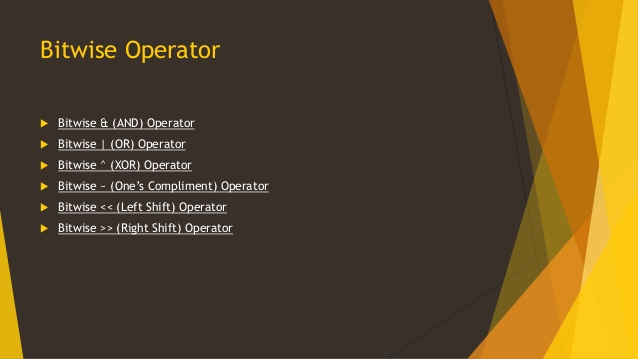 Bitwise Operator
Bitwise & (AND) Operator
Bitwise | (OR) Operator
Bitwise ^ (XOR) Operator
Bitwise ~ (One’s Compliment) Operator
Bitwise << (Left Shift) Operator
Bitwise >> (Right Shift) Operator